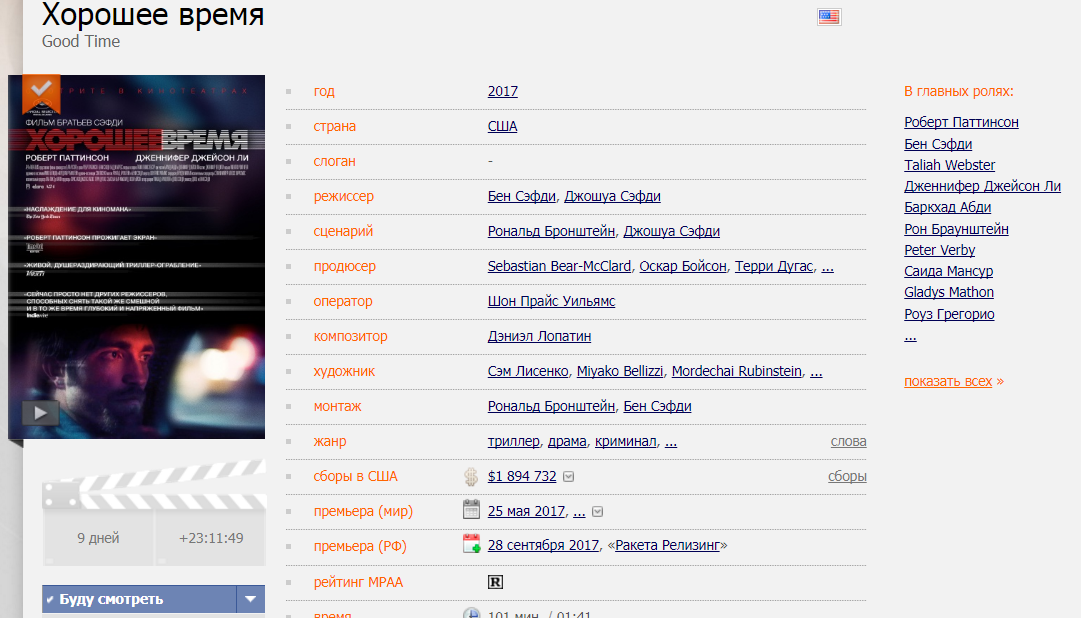 Хорошее время
Good Time
СМОТРИТЕ В КИНОТЕАТРАХ
ФИЛЬМ БРАТЬЕВ СЭФДИ
ХОРОШЕЕ ВРЕМЯ
РОБЕРТ ПАТТИНСОН ДЖЕННИФЕР ДЖЕЙСОН ЛИ
«НАСЛАЖДЕНИЕ ДЛЯ КИНОМАНА»
«РОБЕРТ ПАТТИНСОН ПРОЖИГАЕТ ЭКРАН»
«ЖИВОЙ, ДУШЕРАЗДИРАЮЩИЙ ТРИЛЛЕР-ОГРАБЛЕНИЕ»
«СЕЙЧАС ПРОСТО НЕТ ДРУГИХ РЕЖИССЕРОВ,
СПОСОБНЫХ СНЯТЬ ТАКОЙ ЖЕ СМЕШНОЙ
И В ТО ЖЕ ВРЕМЯ ГЛУБОКИЙ И НАПРЯЖЕННЫЙ ФИЛЬМ»
IndieWire
9 дней +23:11:49
Буду смотреть
год 2017
страна США
слоган -
режиссер Бен Сэфди, Джошуа Сэфди
сценарий Рональд Бронштейн, Джошуа Сэфди
продюсер Sebastian Bear-McClard, Оскар Бойсон, Терри Дугас, ...
оператор Шон Прайс Уильямс
композитор Дэниэл Лопатин
художник Сэм Лисенко, Miyako Bellizzi, Mordechai Rubinstein, ...
монтаж Рональд Бронштейн, Бен Сэфди
жанр триллер, драма, криминал, ... слова
сборы в США $1 894 732 сборы
премьера (мир) 25 мая 2017, ...
премьера (РФ) 28 сентября 2017, «Ракета Релизинг»
рейтинг MPAA R
время 101 мин. / 01:41
В главных ролях:
Роберт Паттинсон
Бен Сэфди
Taliah Webster
Дженнифер Джейсон Ли
Баркхад Абди
Рон Браунштейн
Peter Verby
Саида Мансур
Gladys Mathon
Роуз Грегорио
...
показать всех »